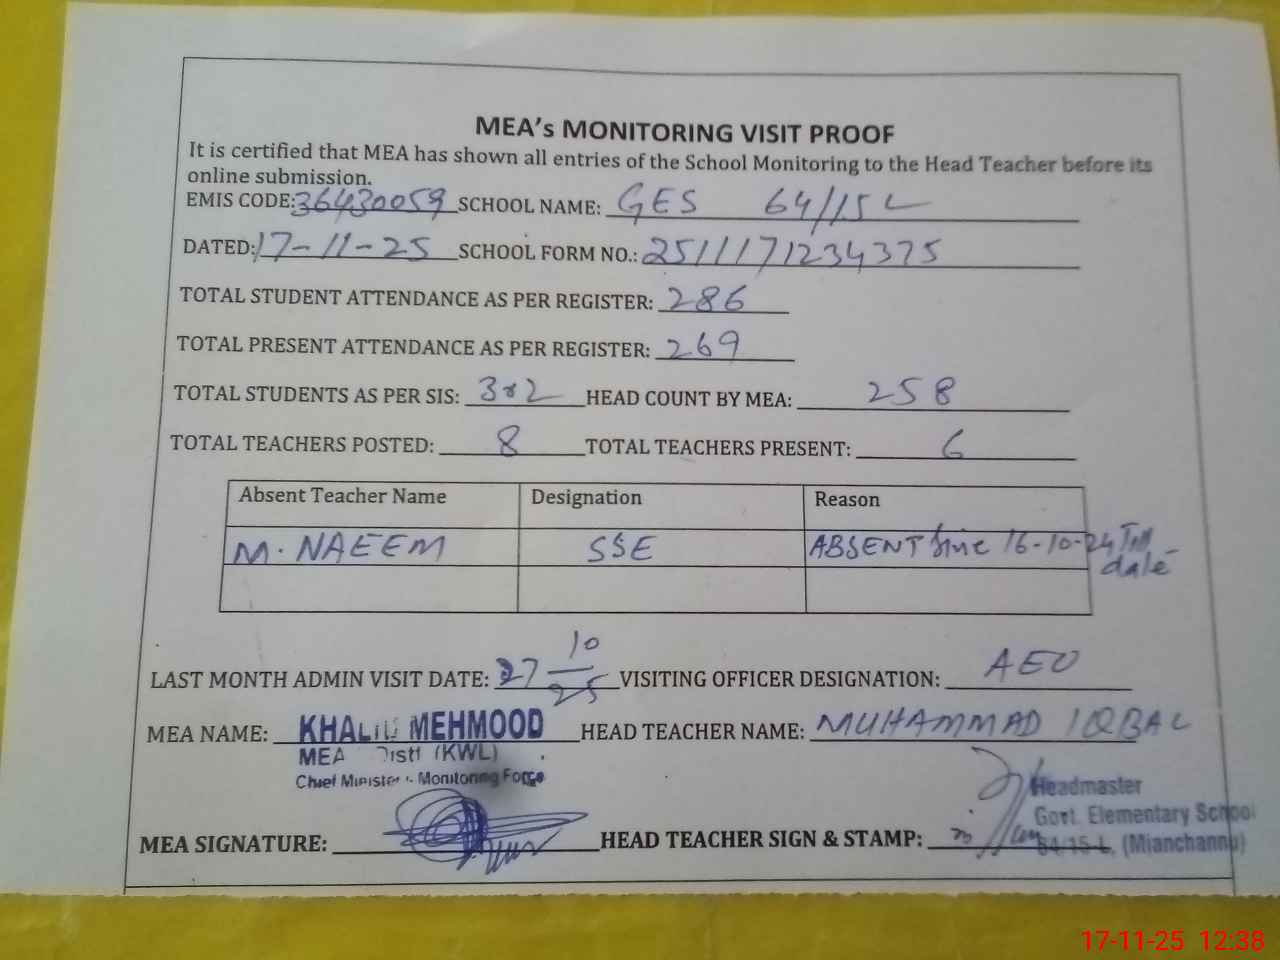 MEA's MONITORING VISIT PROOF
It is certified that MEA has shown all entries of the School Monitoring to the Head Teacher before its
online submission.
EMIS CODE: 36430059 SCHOOL NAME: GES 64/15L
DATED: 17-11-25 SCHOOL FORM NO.: 2511171234375
TOTAL STUDENT ATTENDANCE AS PER REGISTER: 286
TOTAL PRESENT ATTENDANCE AS PER REGISTER: 269
TOTAL STUDENTS AS PER SIS: 302 HEAD COUNT BY MEA: 258
TOTAL TEACHERS POSTED: 8 TOTAL TEACHERS PRESENT: 6
Absent Teacher Name Designation Reason
M. NAEEM SSE ABSENT Since 16-10-24 Till
date
LAST MONTH ADMIN VISIT DATE: 27 10/25 VISITING OFFICER DESIGNATION: AEO
MEA NAME: KHALID MEHMOOD HEAD TEACHER NAME: MUHAMMAD IQBAL
MEA Distt (KWL)
Chief Minister's Monitoring Force
Headmaster
Govt. Elementary School
MEA SIGNATURE: HEAD TEACHER SIGN & STAMP: 64/15-L. (Mianchannu)
17-11-25 12:38